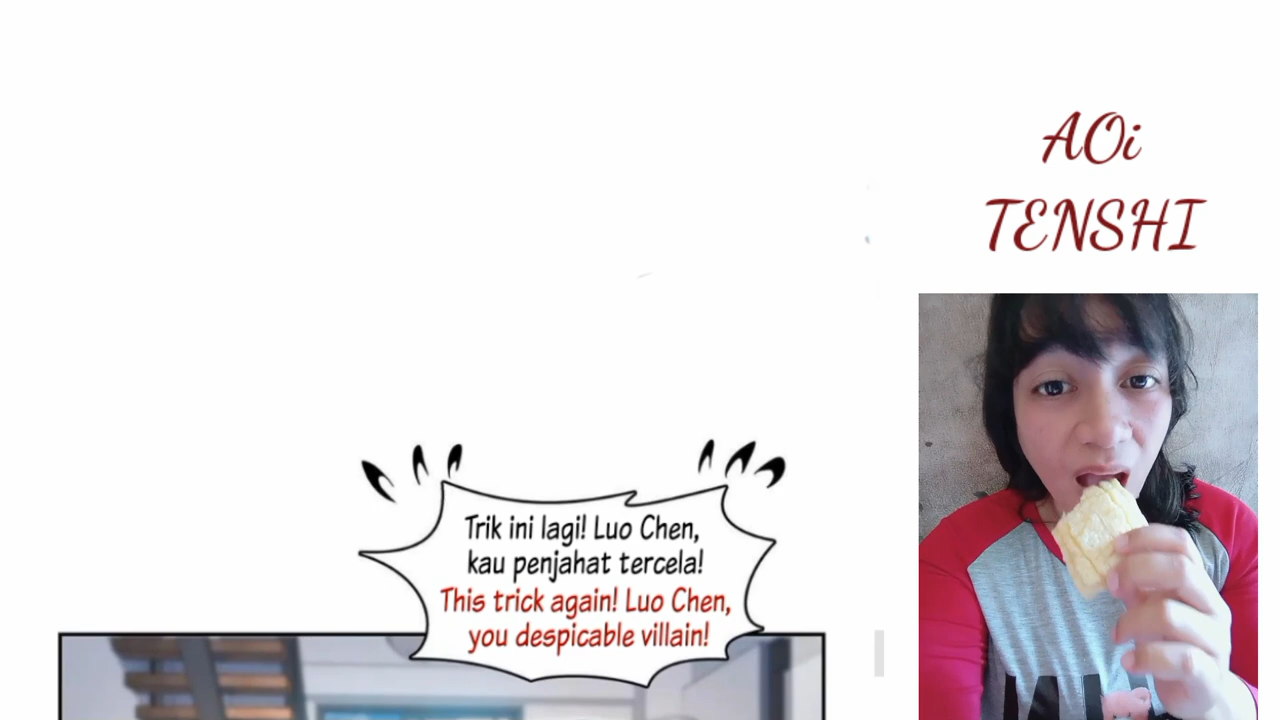 AOi
TENSHI
Trik ini lagi! Luo Chen,
kau penjahat tercela!
This trick again! Luo Chen,
you despicable villain!